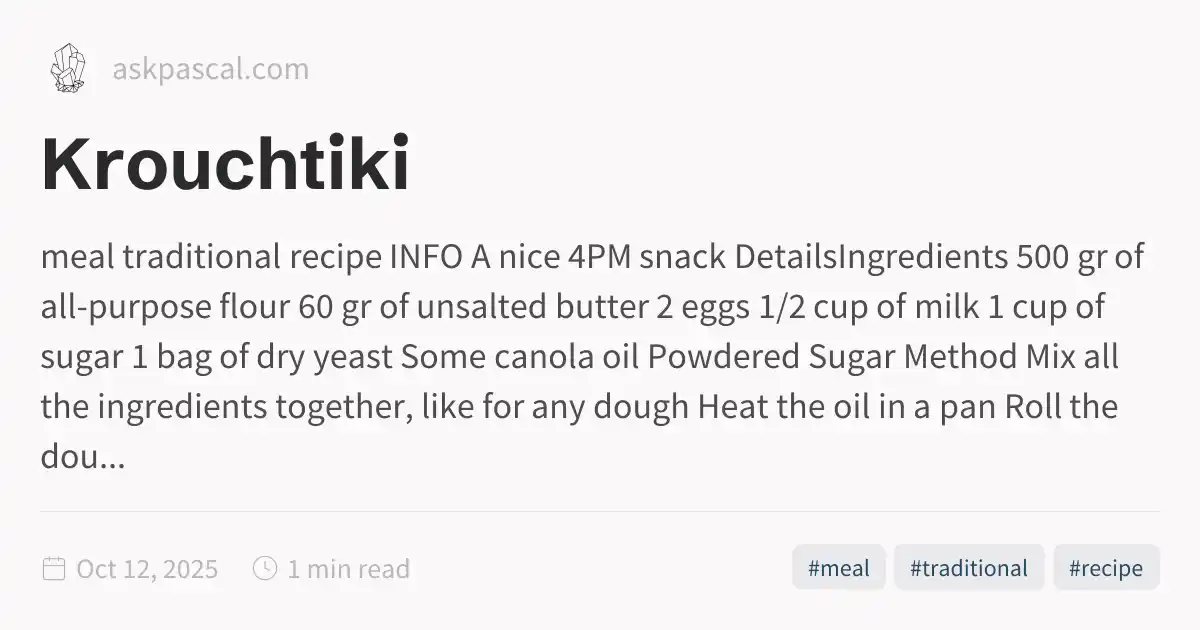 askpascal.com
Krouchtiki
meal traditional recipe INFO A nice 4PM snack DetailsIngredients 500 gr of
all-purpose flour 60 gr of unsalted butter 2 eggs 1/2 cup of milk 1 cup of
sugar 1 bag of dry yeast Some canola oil Powdered Sugar Method Mix all
the ingredients together, like for any dough Heat the oil in a pan Roll the
dou...
Oct 12, 2025 1 min read #meal #traditional #recipe